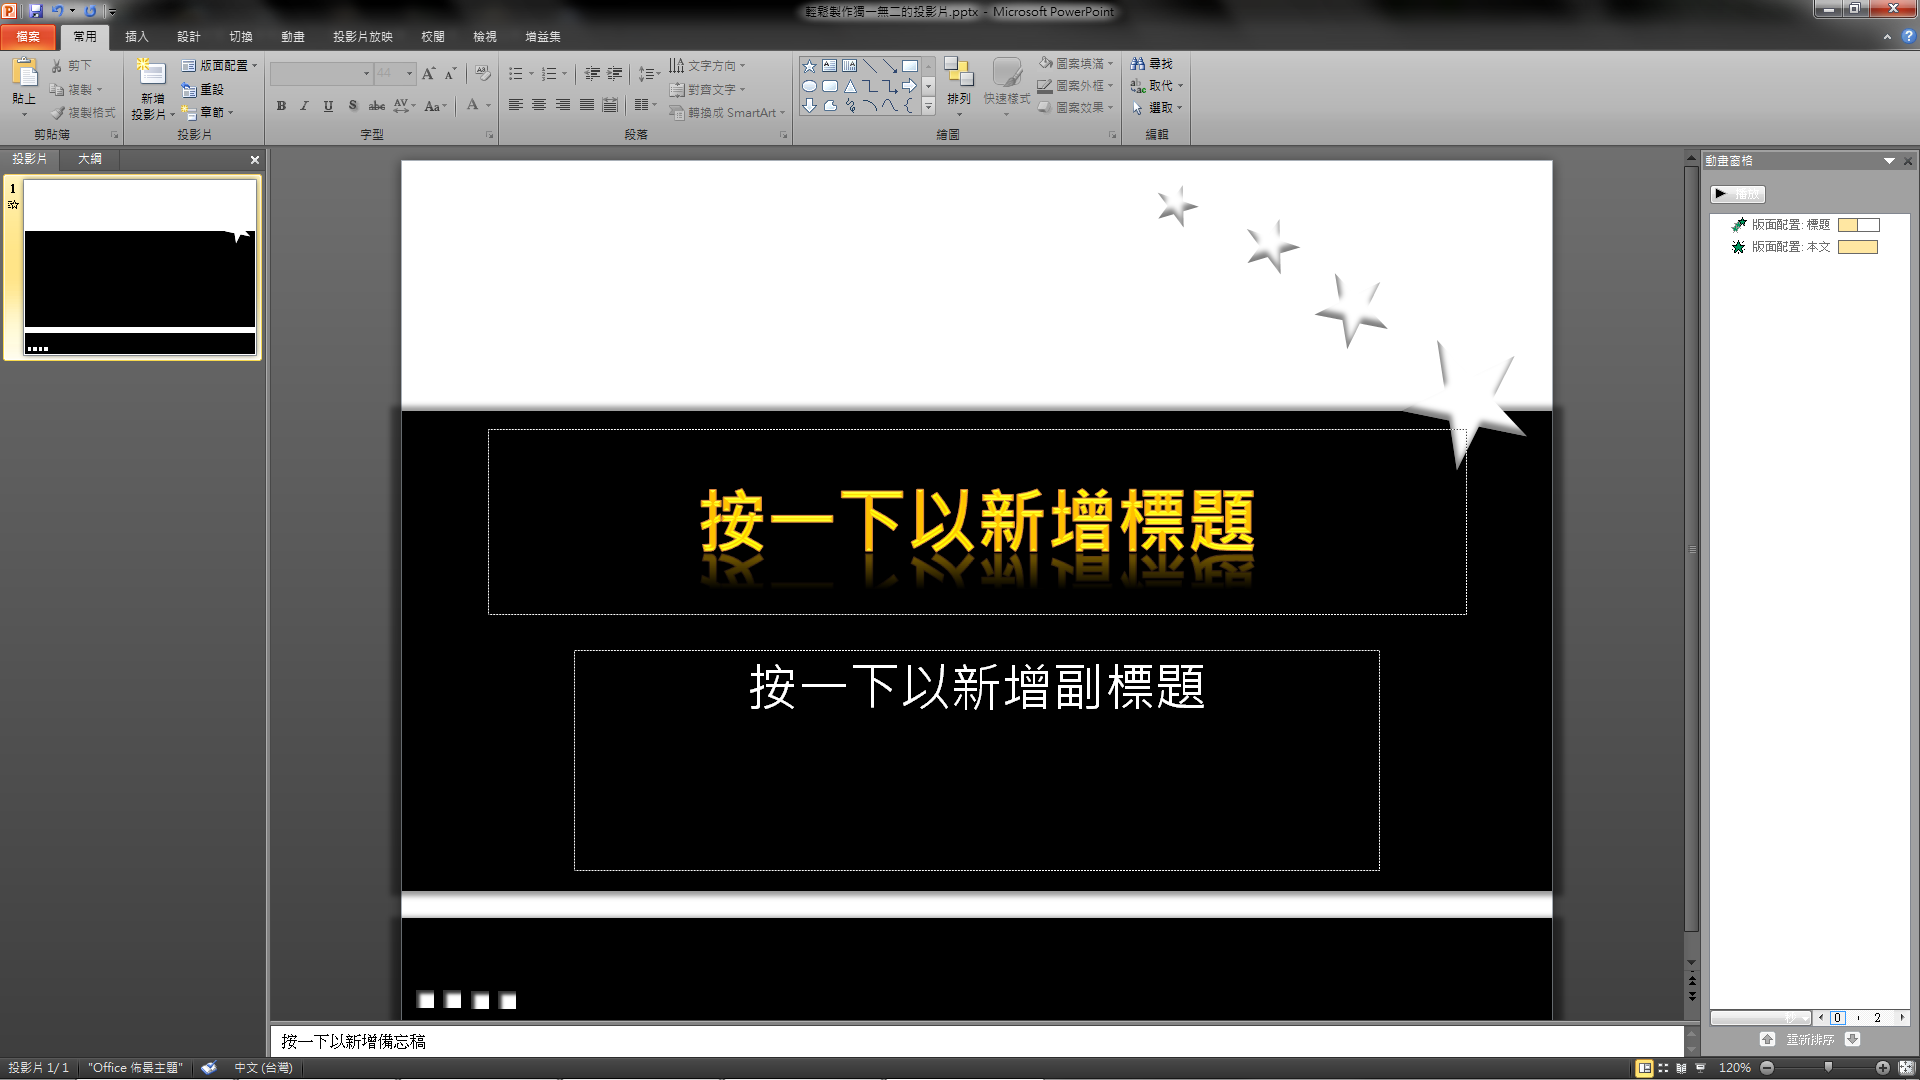 輕鬆製作獨一無二的投影片.pptx - Microsoft PowerPoint
檔案 常用 插入 設計 切換 動畫 投影片放映 校閱 檢視 增益集
貼上
剪下
複製
複製格式
剪貼簿
新增
投影片
版面配置
重設
章節
投影片
44
B I U S abc AV Aa A
字型
文字方向
對齊文字
轉換成 SmartArt
段落
排列
快速樣式
圖案填滿
圖案外框
圖案效果
繪圖
尋找
取代
選取
編輯
投影片 大綱
1
按一下以新增標題
按一下以新增副標題
動畫窗格
播放
版面配置: 標題
版面配置: 本文
秒 0 2
重新排序
按一下以新增備忘稿
投影片 1/1 "Office 佈景主題" 中文 (台灣) 120%